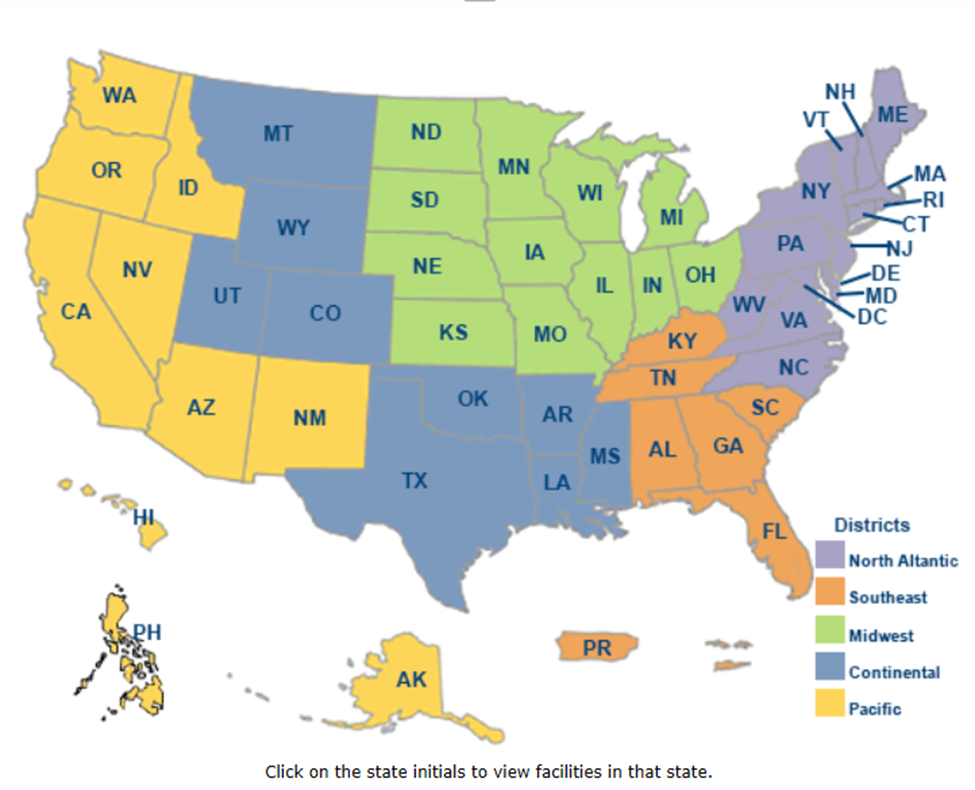 WA
MT
ND
MN
NH
VT
ME
OR
ID
SD
WI
MI
NY
MA
RI
CT
WY
NE
IA
PA
NJ
NV
UT
CO
IL
IN
OH
DE
MD
DC
CA
KS
MO
WV
VA
KY
NC
AZ
NM
OK
AR
TN
SC
TX
LA
MS
AL
GA
HI
FL
PH
AK
PR
Districts
North Altantic
Southeast
Midwest
Continental
Pacific
Click on the state initials to view facilities in that state.